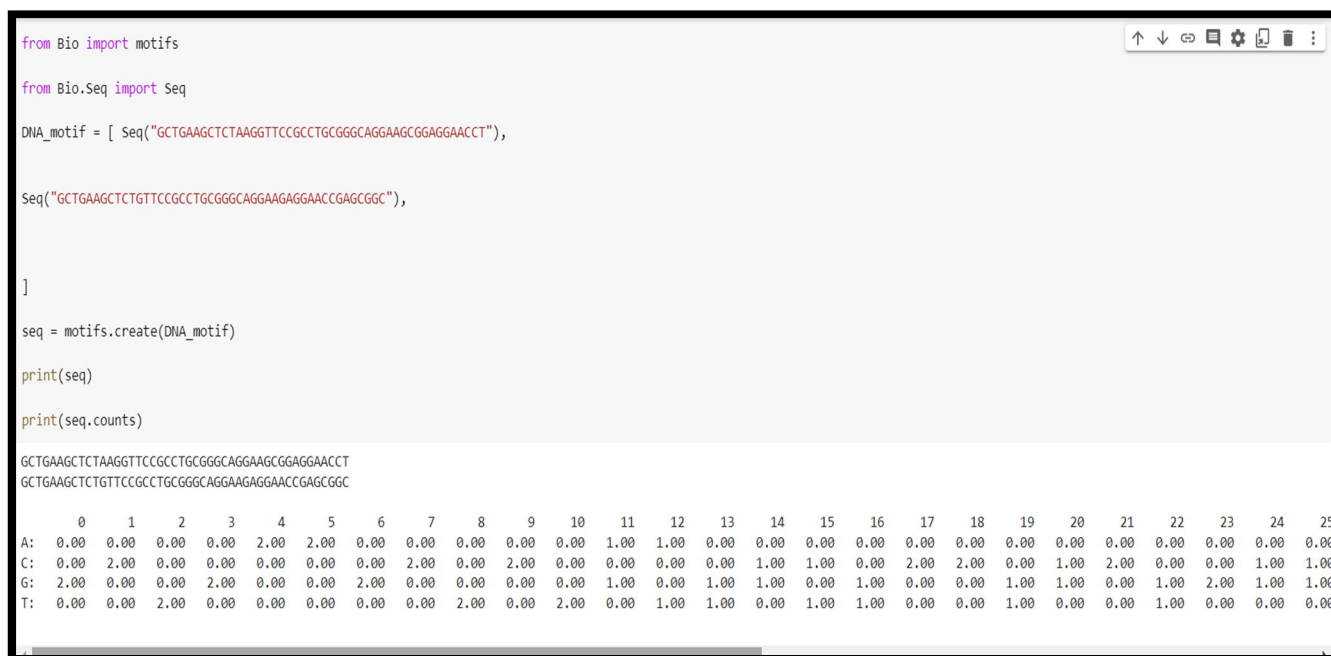 from Bio import motifs
from Bio.Seq import Seq
DNA_motif = [ Seq("GCTGAAGCTCTAAGGTTCCGCCTGCGGGCAGGAAGCGGAGGAACCT"),
Seq("GCTGAAGCTCTGTTCCGCCTGCGGGCAGGAAGAGGAACCGAGCGGC"),
]
seq = motifs.create(DNA_motif)
print(seq)
print(seq.counts)
GCTGAAGCTCTAAGGTTCCGCCTGCGGGCAGGAAGCGGAGGAACCT
GCTGAAGCTCTGTTCCGCCTGCGGGCAGGAAGAGGAACCGAGCGGC
0 1 2 3 4 5 6 7 8 9 10 11 12 13 14 15 16 17 18 19 20 21 22 23 24 25
A: 0.00 0.00 0.00 0.00 2.00 2.00 0.00 0.00 0.00 0.00 0.00 1.00 1.00 0.00 0.00 0.00 0.00 0.00 0.00 0.00 0.00 0.00 0.00 0.00 0.00 0.00
C: 0.00 2.00 0.00 0.00 0.00 0.00 0.00 2.00 0.00 2.00 0.00 0.00 0.00 0.00 1.00 1.00 0.00 2.00 2.00 0.00 1.00 2.00 0.00 0.00 1.00 1.00
G: 2.00 0.00 0.00 2.00 0.00 0.00 2.00 0.00 0.00 0.00 0.00 1.00 0.00 1.00 1.00 0.00 1.00 0.00 0.00 1.00 1.00 0.00 1.00 2.00 1.00 1.00
T: 0.00 0.00 2.00 0.00 0.00 0.00 0.00 0.00 2.00 0.00 2.00 0.00 1.00 1.00 0.00 1.00 1.00 0.00 0.00 1.00 0.00 0.00 1.00 0.00 0.00 0.00